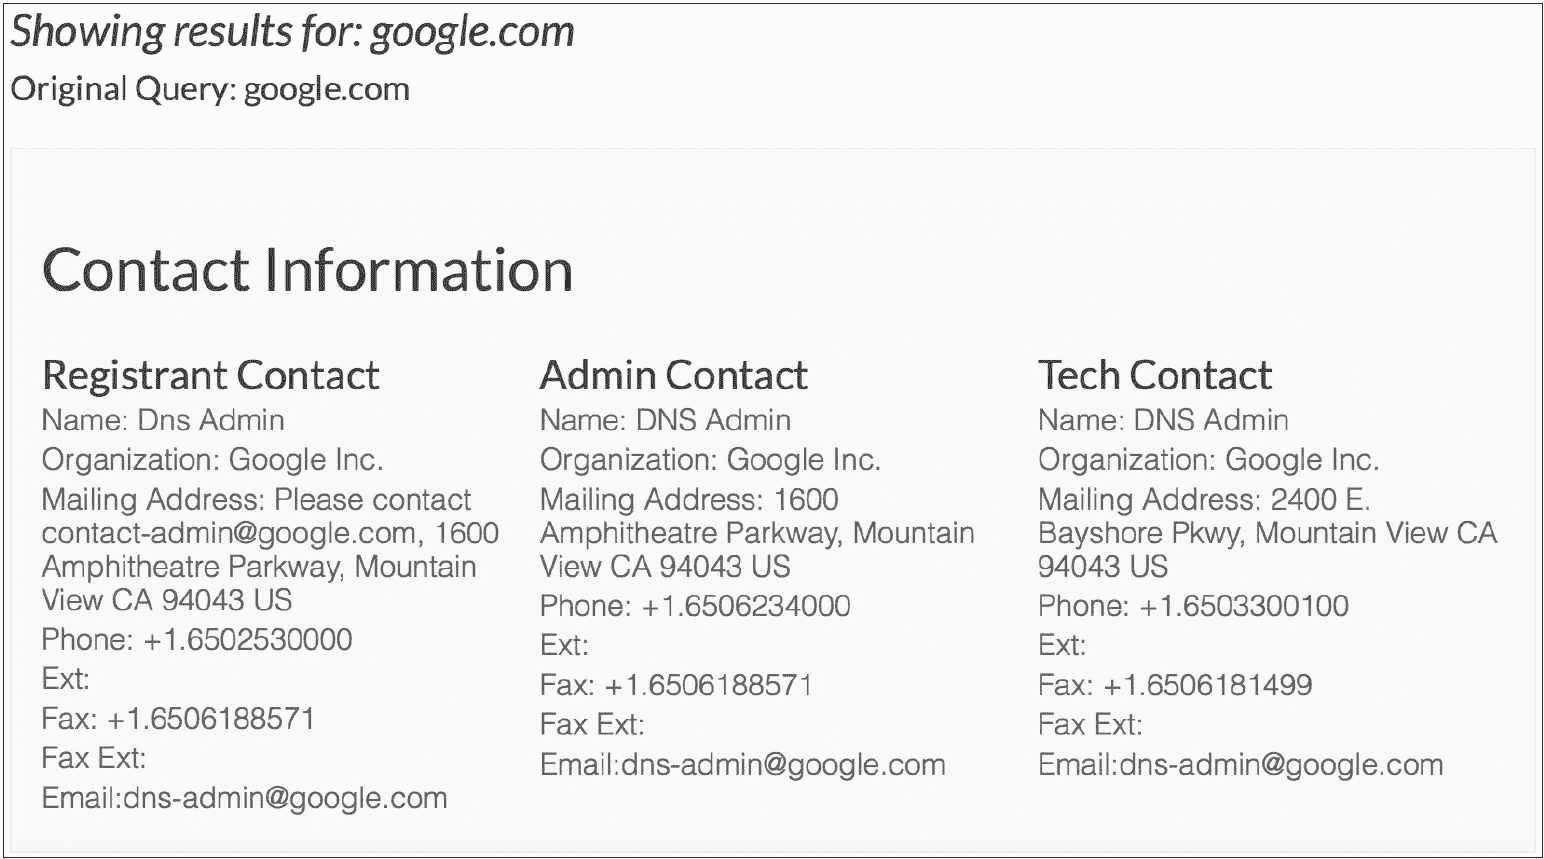 Showing results for: google.com
Original Query: google.com
Contact Information
Registrant Contact
Name: Dns Admin
Organization: Google Inc.
Mailing Address: Please contact
contact-admin@google.com, 1600
Amphitheatre Parkway, Mountain
View CA 94043 US
Phone: +1.6502530000
Ext:
Fax: +1.6506188571
Fax Ext:
Email:dns-admin@google.com
Admin Contact
Name: DNS Admin
Organization: Google Inc.
Mailing Address: 1600
Amphitheatre Parkway, Mountain
View CA 94043 US
Phone: +1.6506234000
Ext:
Fax: +1.6506188571
Fax Ext:
Email:dns-admin@google.com
Tech Contact
Name: DNS Admin
Organization: Google Inc.
Mailing Address: 2400 E.
Bayshore Pkwy, Mountain View CA
94043 US
Phone: +1.6503300100
Ext:
Fax: +1.6506181499
Fax Ext:
Email:dns-admin@google.com